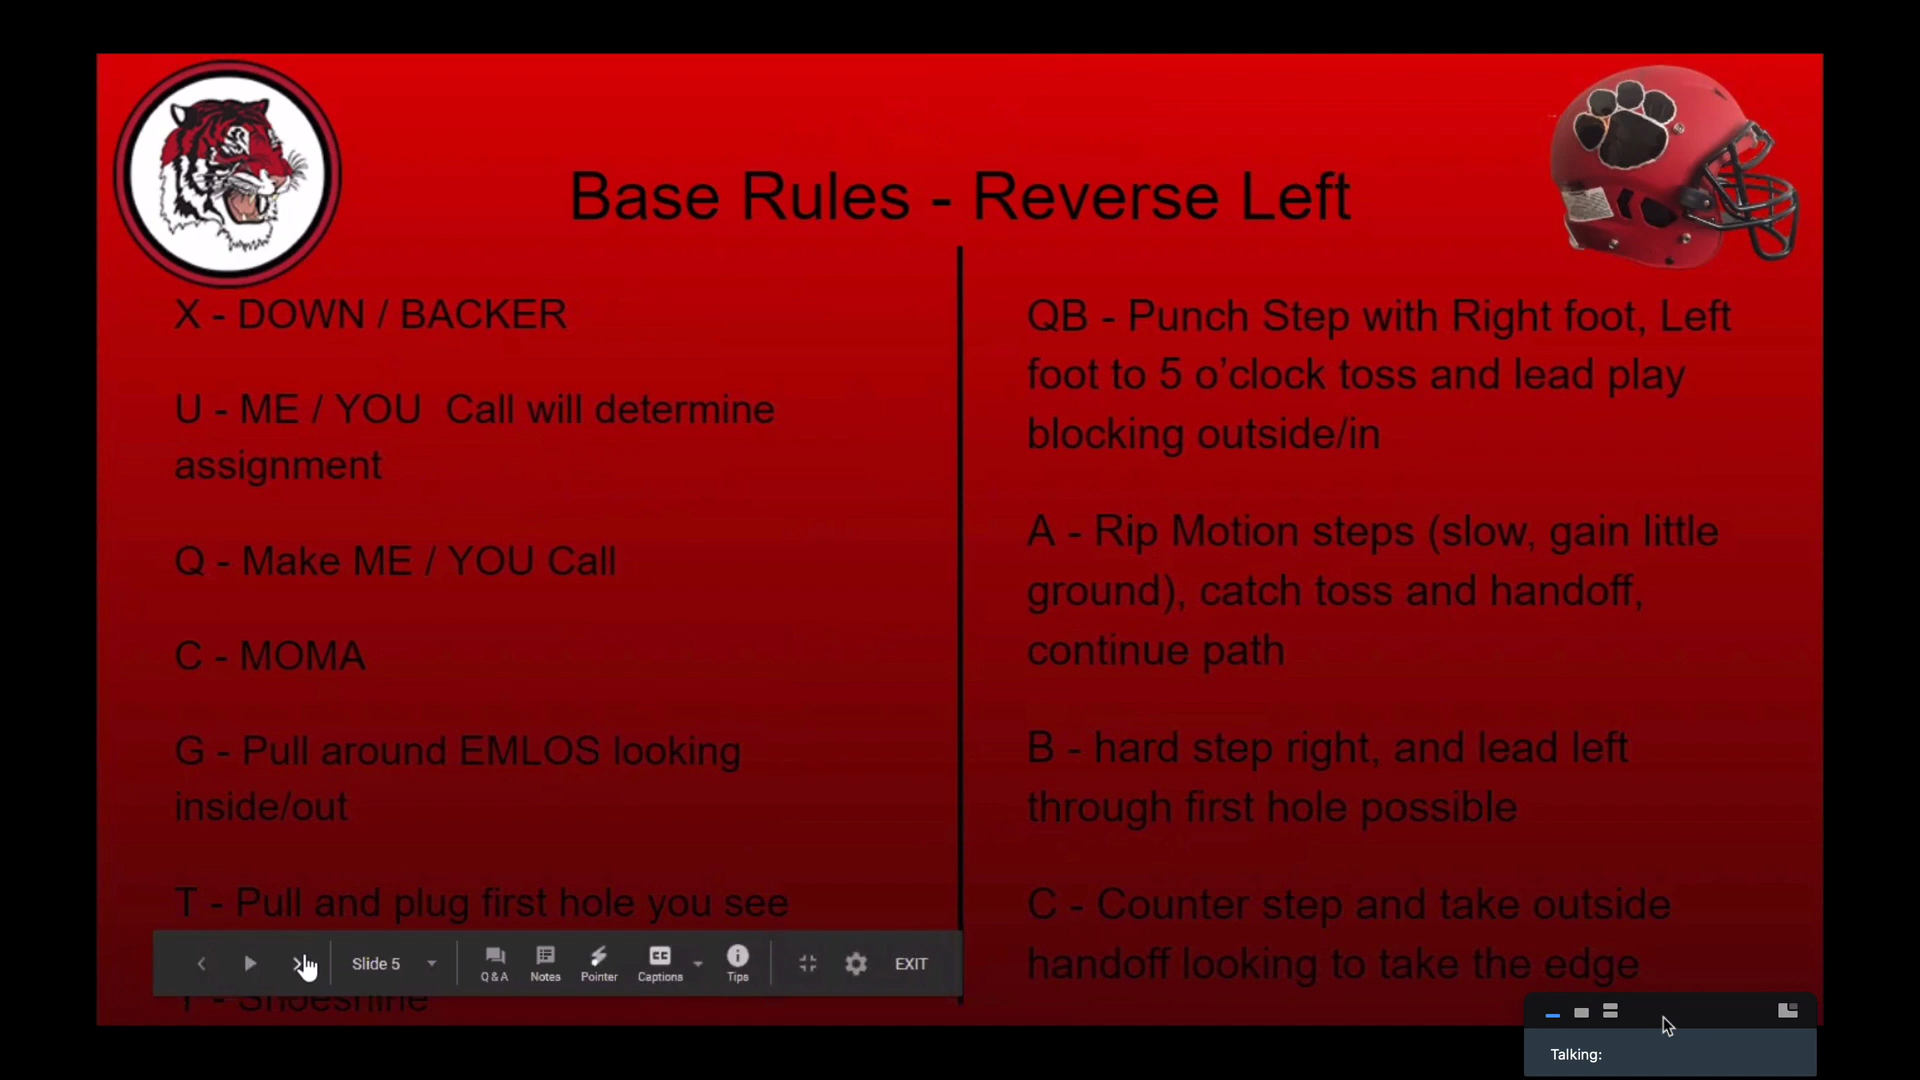 Base Rules - Reverse Left
X - DOWN / BACKER
U - ME / YOU Call will determine
assignment
Q - Make ME / YOU Call
C - MOMA
G - Pull around EMLOS looking
inside/out
T - Pull and plug first hole you see
Y - Shoeshine
QB - Punch Step with Right foot, Left
foot to 5 o'clock toss and lead play
blocking outside/in
A - Rip Motion steps (slow, gain little
ground), catch toss and handoff,
continue path
B - hard step right, and lead left
through first hole possible
C - Counter step and take outside
handoff looking to take the edge
Slide 5
Q & A
Notes
Pointer
CC
Captions
Tips
EXIT
Talking: